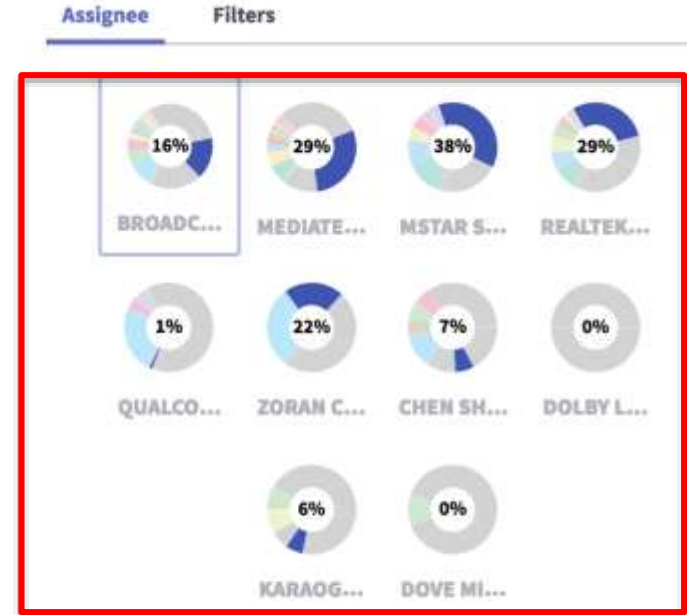 Assignee Filters
16% 29% 38% 29%
BROADC... MEDIATE... MSTAR S... REALTEK...
1% 22% 7% 0%
QUALCO... ZORAN C... CHEN SH... DOLBY L...
6% 0%
KARAOG... DOVE MI...